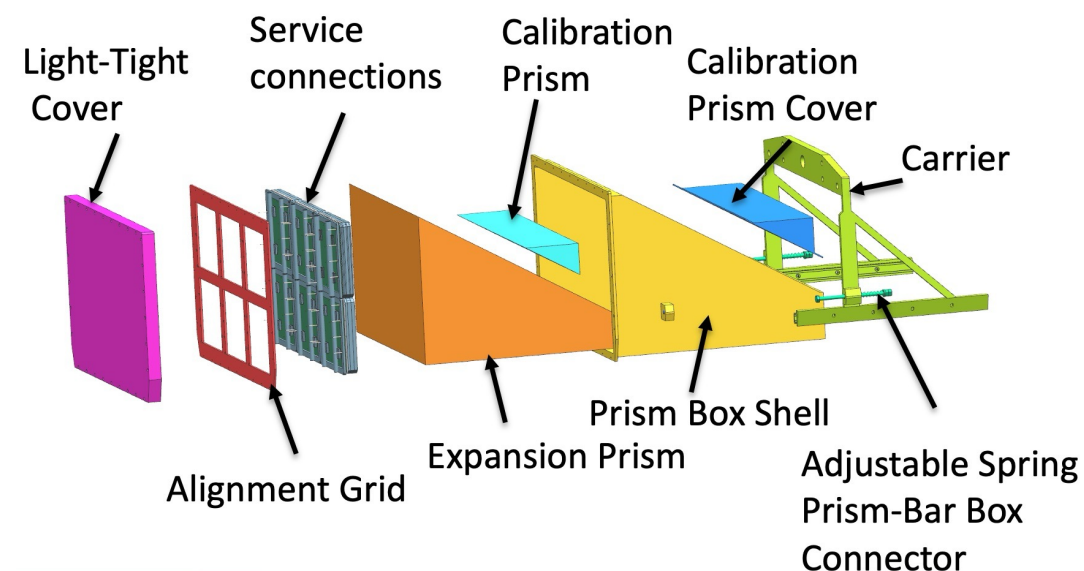 Light-Tight
Cover
Service
connections
Calibration
Prism
Calibration
Prism Cover
Carrier
Alignment Grid
Expansion Prism
Prism Box Shell
Adjustable Spring
Prism-Bar Box
Connector